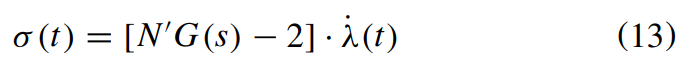 σ(t) = [N′G(s) − 2] · λ̇(t) (13)